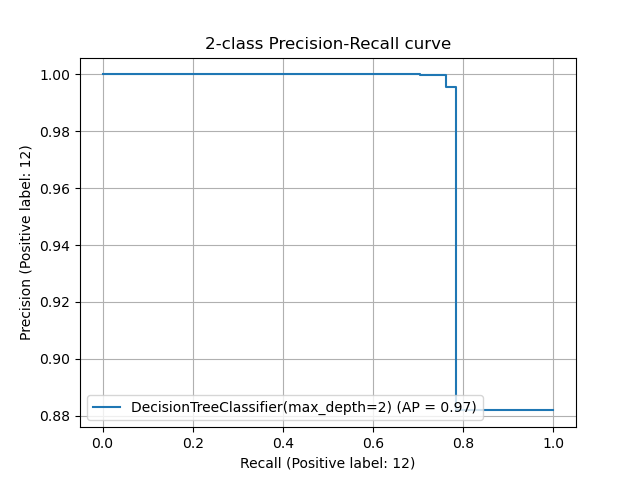 2-class Precision-Recall curve
Precision (Positive label: 12)
1.00
0.98
0.96
0.94
0.92
0.90
0.88
DecisionTreeClassifier(max_depth=2) (AP = 0.97)
0.0 0.2 0.4 0.6 0.8 1.0
Recall (Positive label: 12)